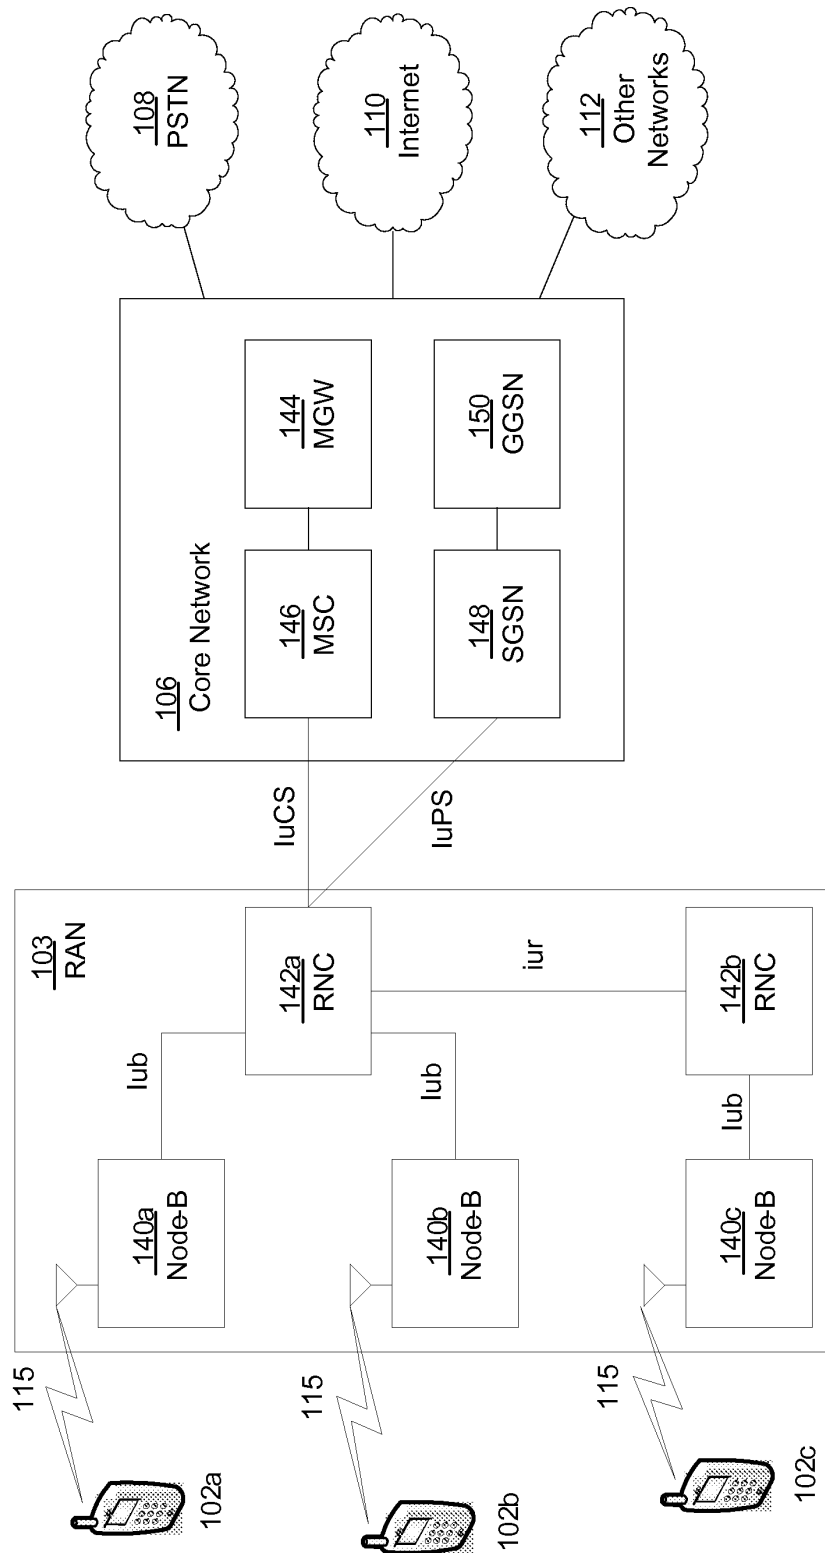 108
PSTN
110
Internet
112
Other
Networks
106
Core Network
144
MGW
146
MSC
150
GGSN
148
SGSN
IuCS
IuPS
103
RAN
142a
RNC
iur
142b
RNC
Iub
Iub
Iub
140a
Node-B
140b
Node-B
140c
Node-B
115
115
115
102a
102b
102c